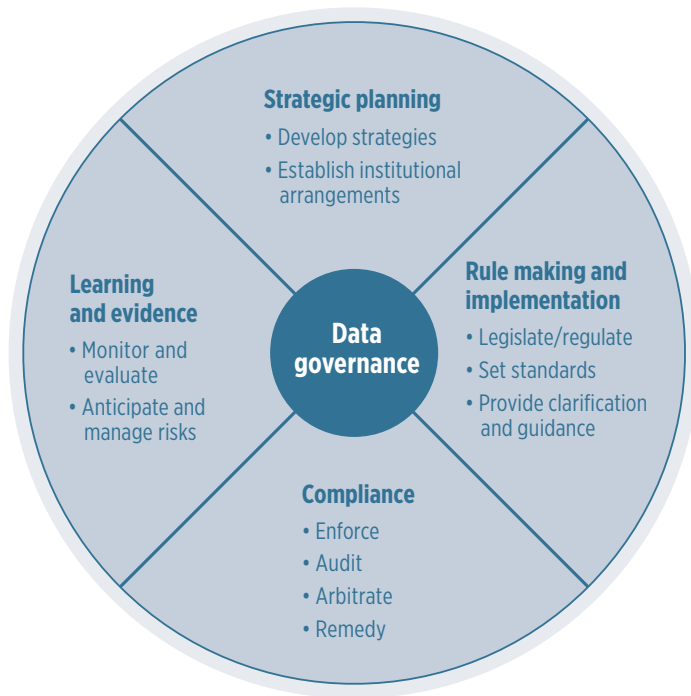 Strategic planning
• Develop strategies
• Establish institutional
arrangements
Rule making and
implementation
• Legislate/regulate
• Set standards
• Provide clarification
and guidance
Compliance
• Enforce
• Audit
• Arbitrate
• Remedy
Learning
and evidence
• Monitor and
evaluate
• Anticipate and
manage risks
Data
governance